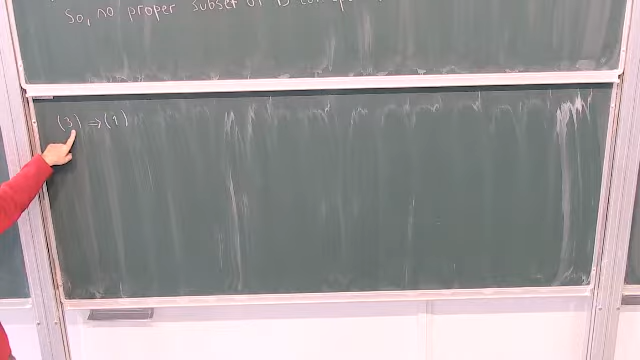 So, no proper subset of B
(3) → (1)